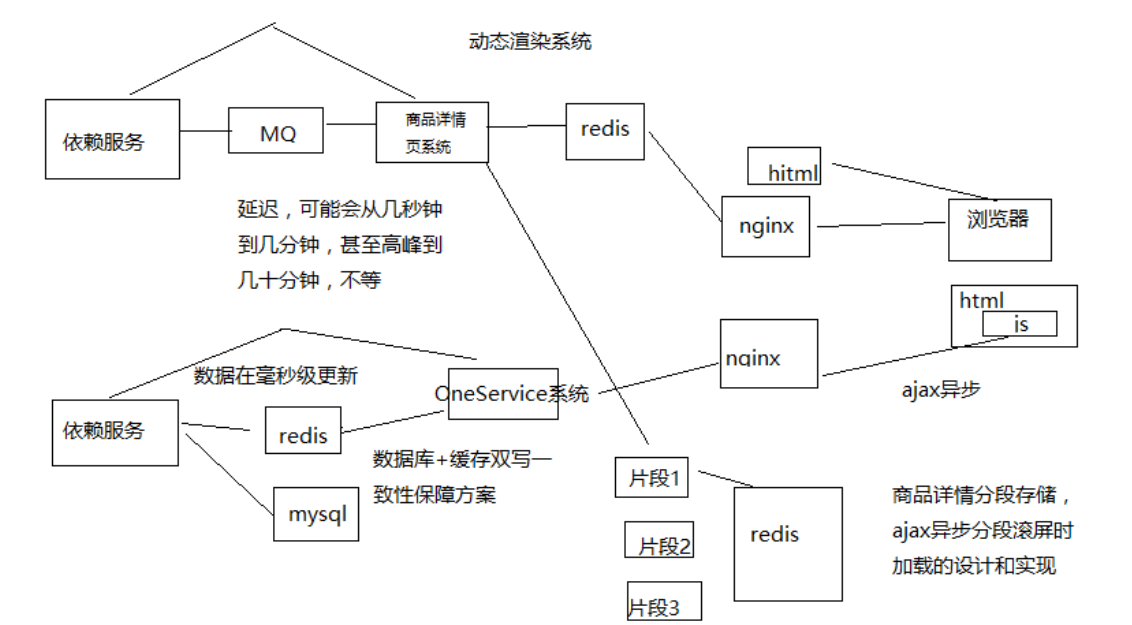 动态渲染系统
依赖服务
MQ
商品详情
页系统
redis
hitml
nginx
浏览器
延迟，可能会从几秒钟
到几分钟，甚至高峰到
几十分钟，不等
html
is
nginx
ajax异步
数据在毫秒级更新
OneService系统
依赖服务
redis
mysql
数据库+缓存双写一
致性保障方案
片段1
片段2
片段3
redis
商品详情分段存储，
ajax异步分段滚屏时
加载的设计和实现